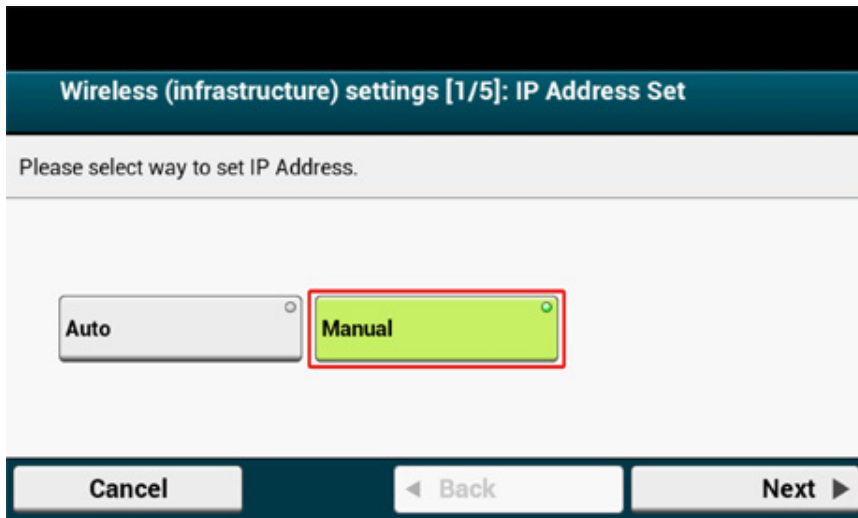 Wireless (infrastructure) settings [1/5]: IP Address Set
Please select way to set IP Address.
Auto
Manual
Cancel
Back
Next